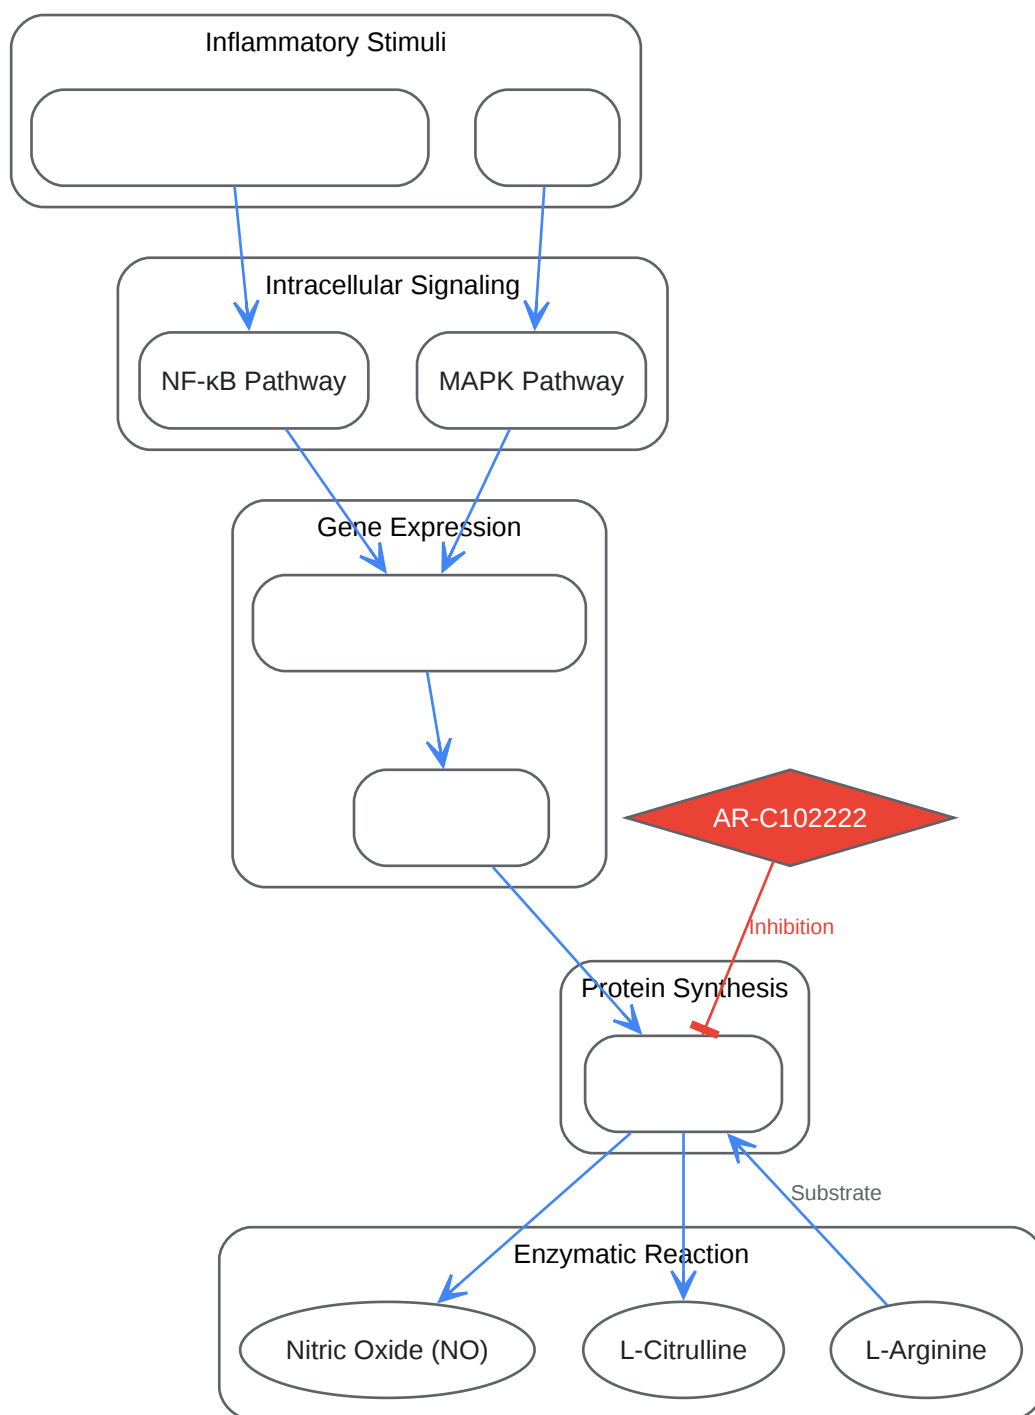 Inflammatory Stimuli
Intracellular Signaling
NF-κB Pathway
MAPK Pathway
Gene Expression
AR-C102222
Inhibition
Protein Synthesis
Substrate
Enzymatic Reaction
Nitric Oxide (NO)
L-Citrulline
L-Arginine